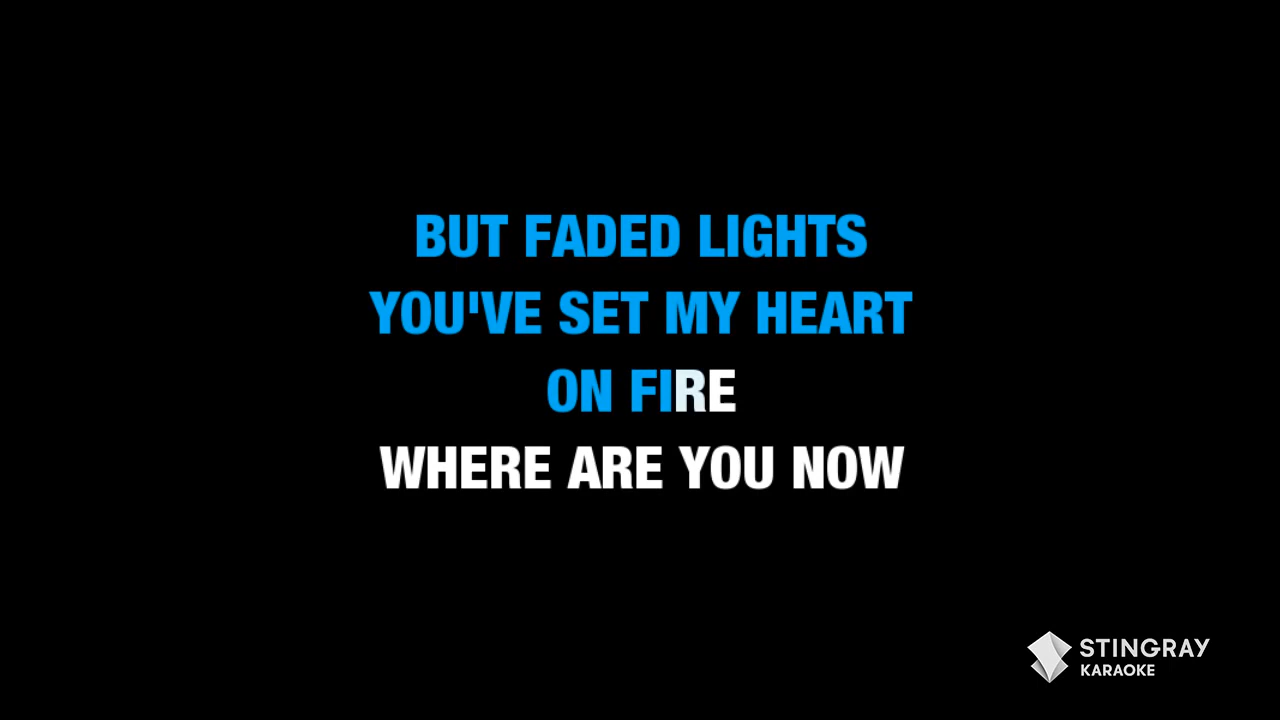 BUT FADED LIGHTS
YOU'VE SET MY HEART
ON FIRE
WHERE ARE YOU NOW
STINGRAY
KARAOKE